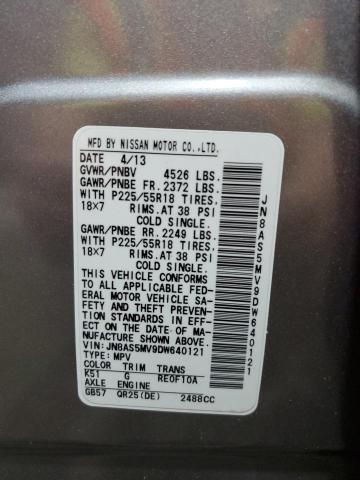 MFD BY NISSAN MOTOR CO.,LTD.
DATE 4/13
GVWR/PNBV 4526 LBS.
GAWR/PNBE FR. 2372 LBS.
WITH P225/55R18 TIRES,
18X7 RIMS.AT 38 PSI
COLD SINGLE.
GAWR/PNBE RR. 2249 LBS.
WITH P225/55R18 TIRES,
18X7 RIMS.AT 38 PSI
COLD SINGLE.
THIS VEHICLE CONFORMS
TO ALL APPLICABLE FED-
ERAL MOTOR VEHICLE SA-
FETY AND THEFT PREVENT-
ION STANDARDS IN EFF-
ECT ON THE DATE OF MA-
NUFACTURE SHOWN ABOVE.
VIN: JN8AS5MV9DW640121
TYPE: MPV
COLOR TRIM TRANS
K51 G RE0F10A
AXLE ENGINE
GB57 QR25(DE) 2488CC
JN8AS5MV9DW640121